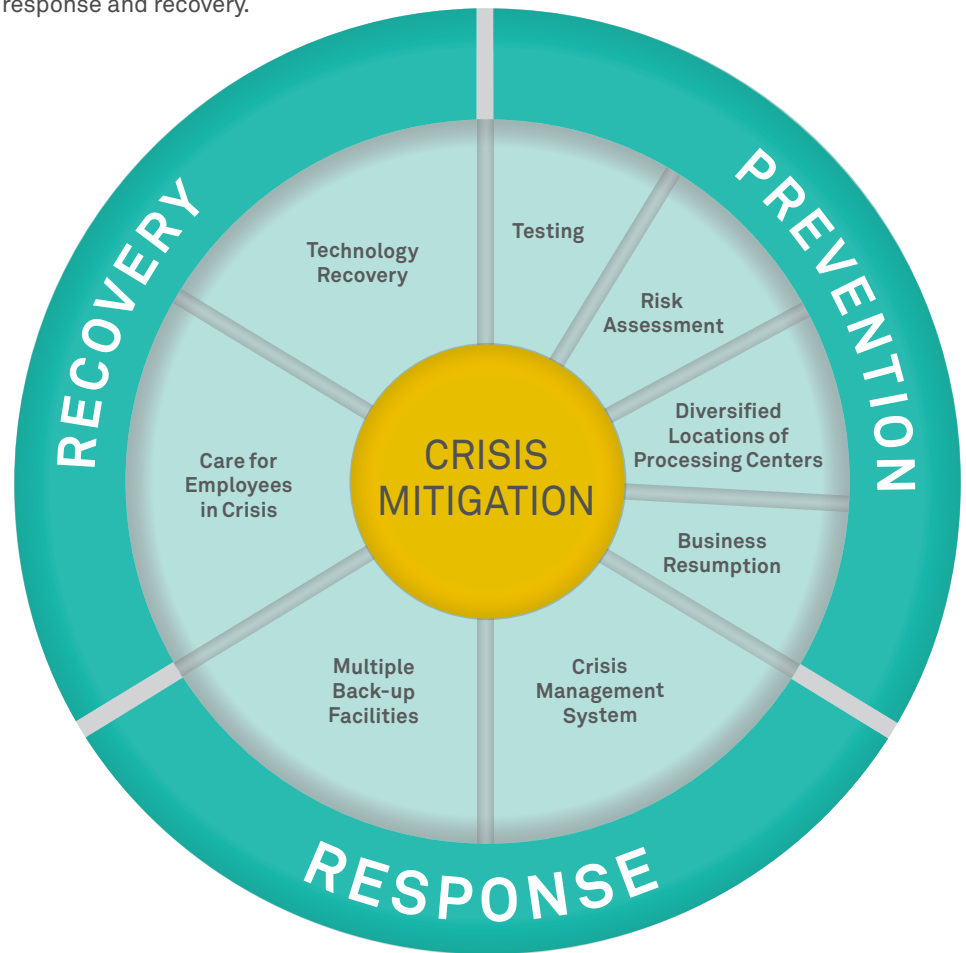 response and recovery.
PREVENTION
Testing
Risk
Assessment
Diversified
Locations of
Processing Centers
Business
Resumption
RESPONSE
Crisis
Management
System
Multiple
Back-up
Facilities
RECOVERY
Care for
Employees
in Crisis
Technology
Recovery
CRISIS
MITIGATION